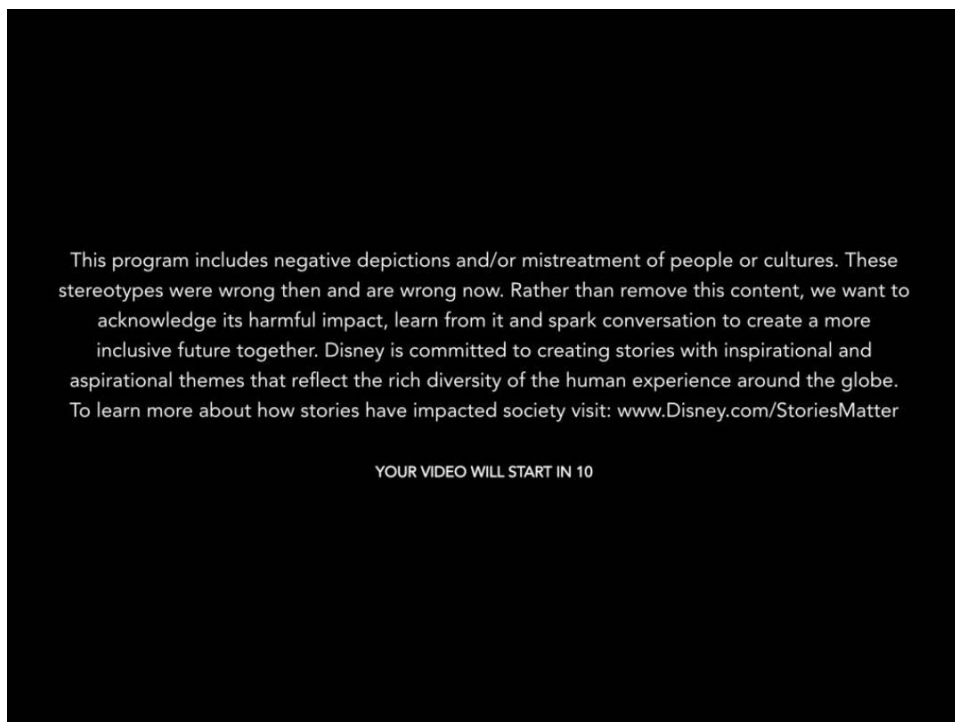 This program includes negative depictions and/or mistreatment of people or cultures. These
stereotypes were wrong then and are wrong now. Rather than remove this content, we want to
acknowledge its harmful impact, learn from it and spark conversation to create a more
inclusive future together. Disney is committed to creating stories with inspirational and
aspirational themes that reflect the rich diversity of the human experience around the globe.
To learn more about how stories have impacted society visit: www.Disney.com/StoriesMatter
YOUR VIDEO WILL START IN 10